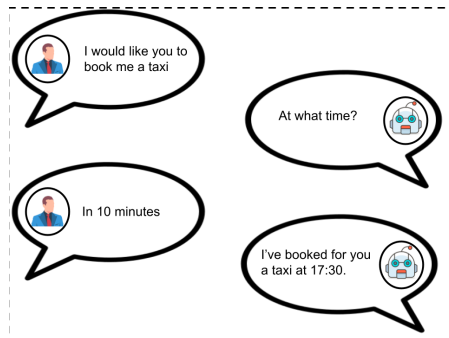 I would like you to
book me a taxi
At what time?
In 10 minutes
I've booked for you
a taxi at 17:30.